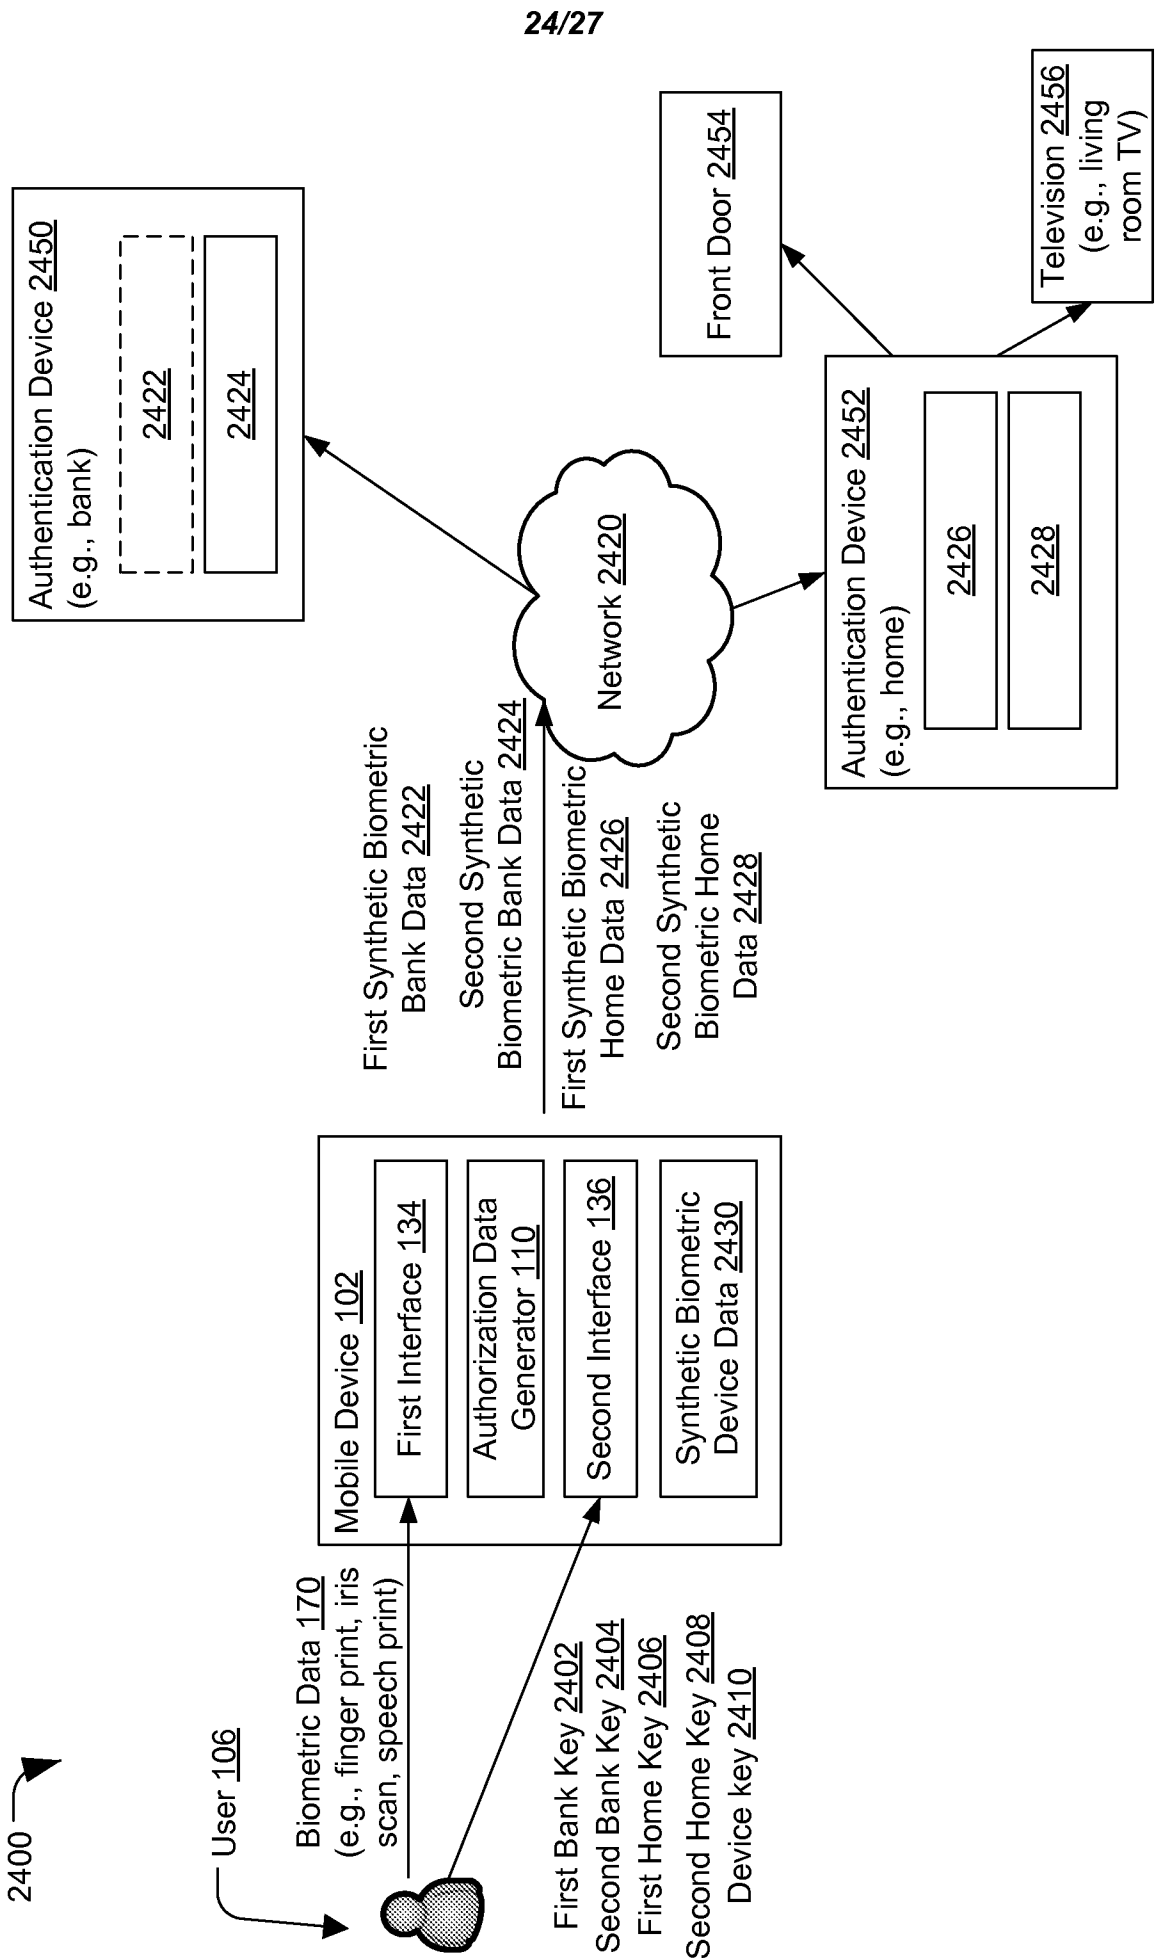 24/27
2400
User 106
Biometric Data 170
(e.g., finger print, iris
scan, speech print)
First Bank Key 2402
Second Bank Key 2404
First Home Key 2406
Second Home Key 2408
Device key 2410
Mobile Device 102
First Interface 134
Authorization Data
Generator 110
Second Interface 136
Synthetic Biometric
Device Data 2430
First Synthetic Biometric
Bank Data 2422
Second Synthetic
Biometric Bank Data 2424
First Synthetic Biometric
Home Data 2426
Second Synthetic
Biometric Home
Data 2428
Network 2420
Authentication Device 2450
(e.g., bank)
2422
2424
Authentication Device 2452
(e.g., home)
2426
2428
Front Door 2454
Television 2456
(e.g., living
room TV)